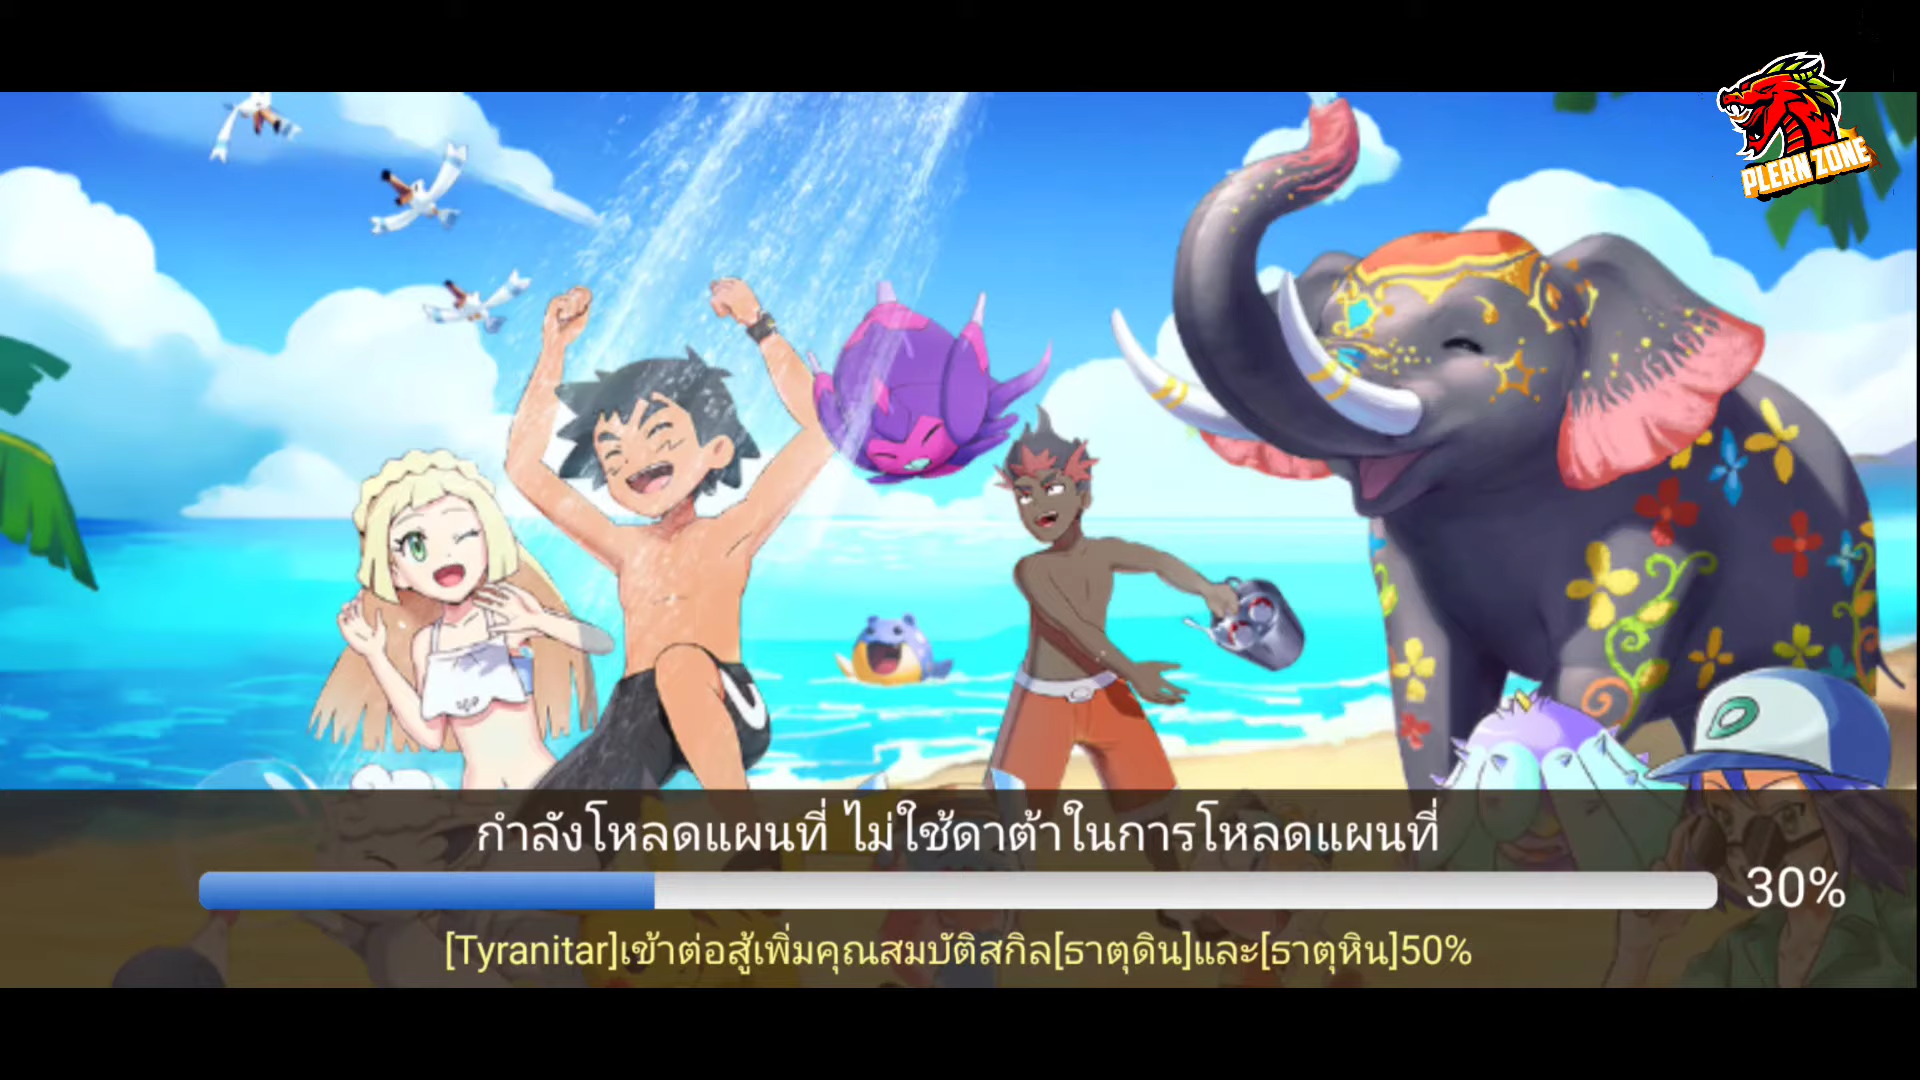 PLERN ZONE
กำลังโหลดแผนที่ ไม่ใช้ดาต้าในการโหลดแผนที่
30%
[Tyranitar]เข้าต่อสู้เพิ่มคุณสมบัติสกิล[ธาตุดิน]และ[ธาตุหิน]50%